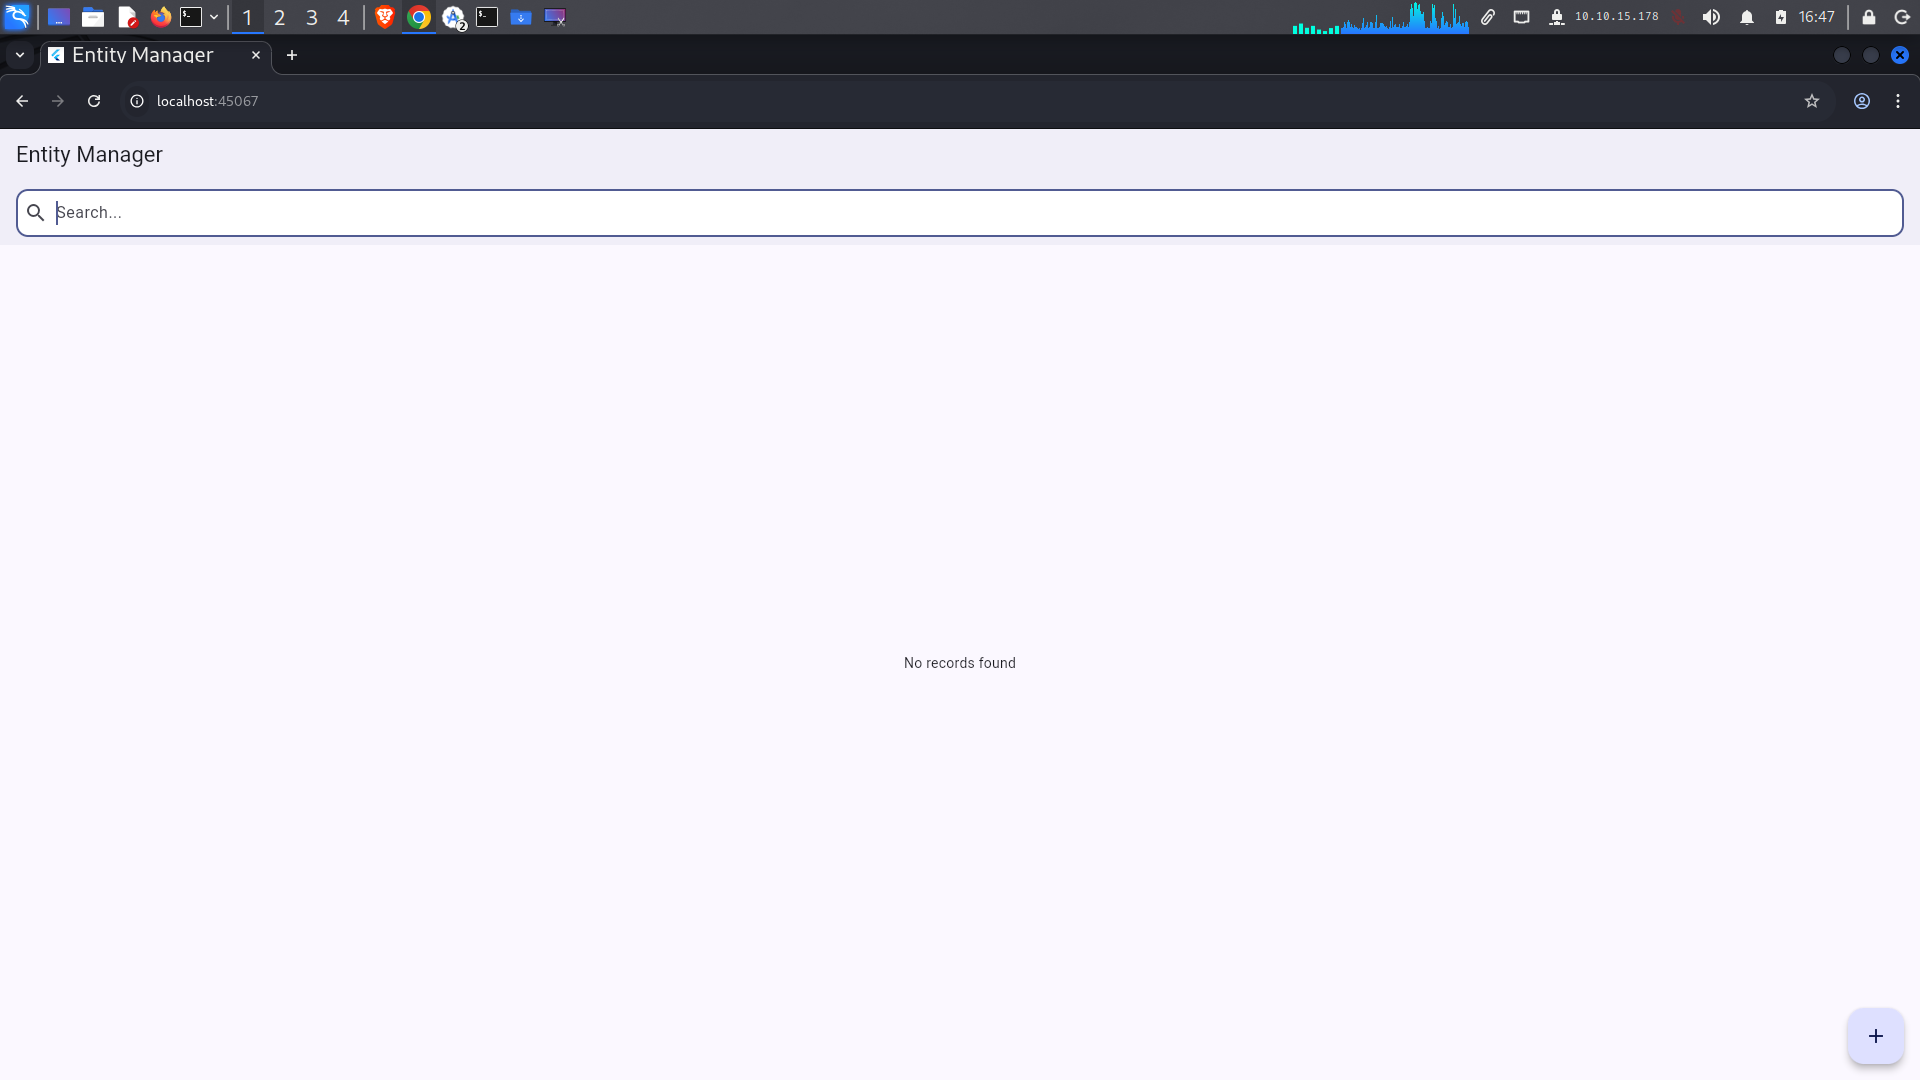 1 2 3 4 10.10.15.178 16:47
Entity Manager
localhost:45067
Entity Manager
Search...
No records found